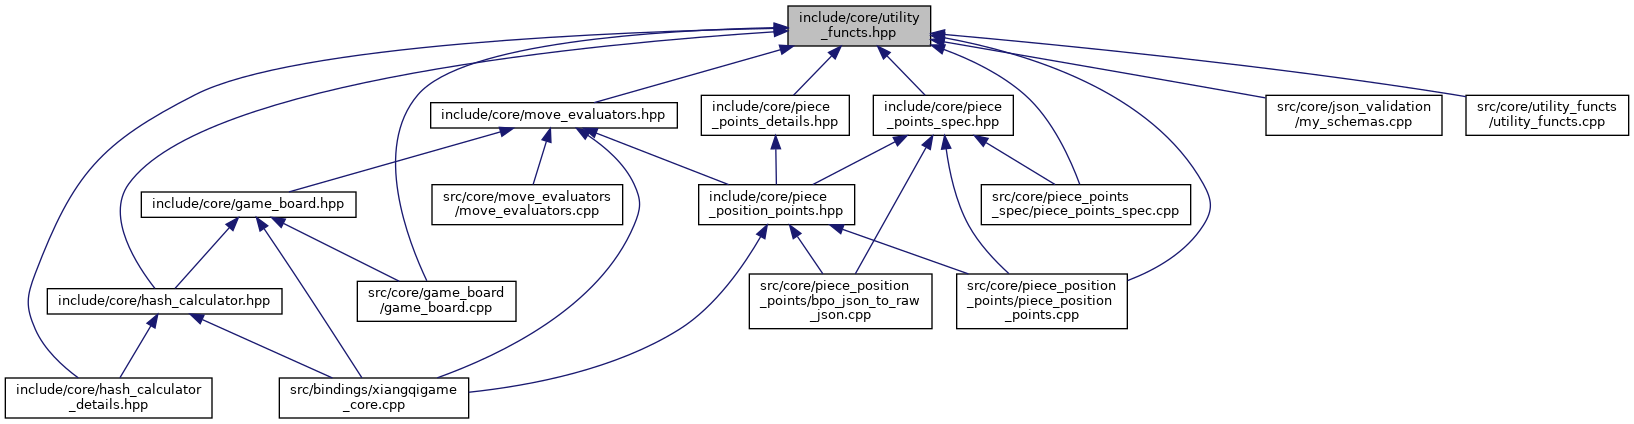 include/core/utility
_functs.hpp
include/core/move_evaluators.hpp
include/core/piece
_points_details.hpp
include/core/piece
_points_spec.hpp
src/core/json_validation
/my_schemas.cpp
src/core/utility_functs
/utility_functs.cpp
include/core/game_board.hpp
src/core/move_evaluators
/move_evaluators.cpp
include/core/piece
_position_points.hpp
src/core/piece_points
_spec/piece_points_spec.cpp
include/core/hash_calculator.hpp
src/core/game_board
/game_board.cpp
src/core/piece_position
_points/bpo_json_to_raw
_json.cpp
src/core/piece_position
_points/piece_position
_points.cpp
include/core/hash_calculator
_details.hpp
src/bindings/xiangqigame
_core.cpp